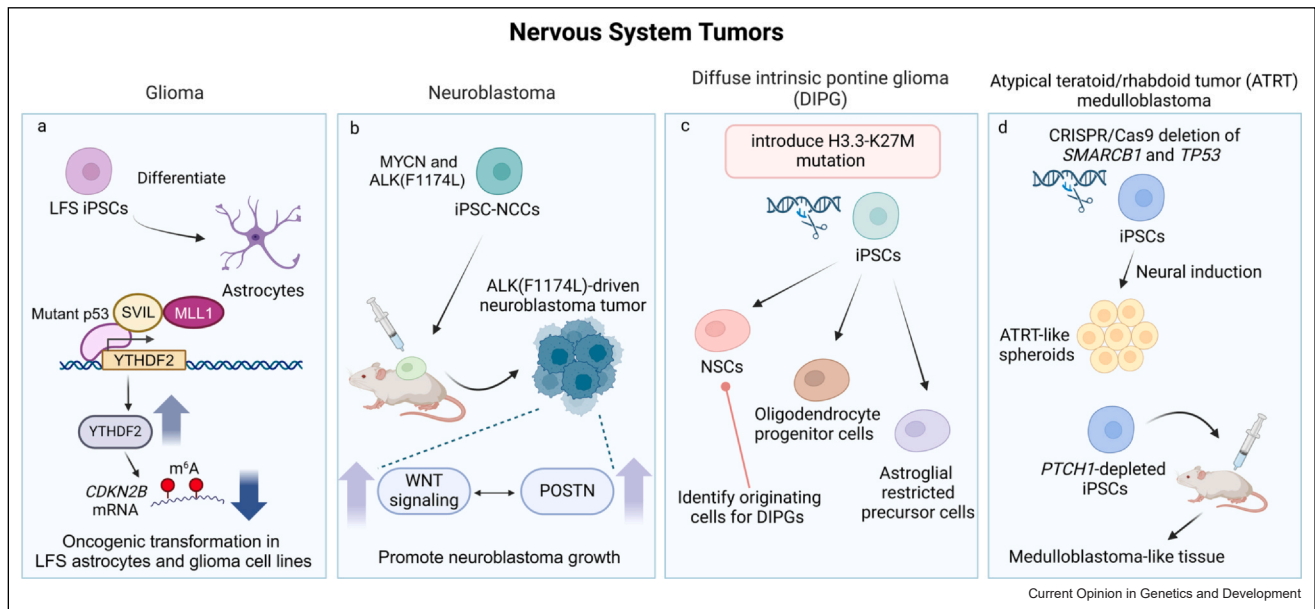 Nervous System Tumors
Glioma
a
LFS iPSCs
Differentiate
Astrocytes
Mutant p53
SVIL
MLL1
YTHDF2
YTHDF2
m⁶A
CDKN2B
mRNA
Oncogenic transformation in
LFS astrocytes and glioma cell lines
Neuroblastoma
b
MYCN and
ALK(F1174L)
iPSC-NCCs
ALK(F1174L)-driven
neuroblastoma tumor
WNT
signaling
POSTN
Promote neuroblastoma growth
Diffuse intrinsic pontine glioma
(DIPG)
c
introduce H3.3-K27M
mutation
iPSCs
NSCs
Oligodendrocyte
progenitor cells
Astroglial
restricted
precursor cells
Identify originating
cells for DIPGs
Atypical teratoid/rhabdoid tumor (ATRT)
medulloblastoma
d
CRISPR/Cas9 deletion of
SMARCB1 and TP53
iPSCs
Neural induction
ATRT-like
spheroids
PTCH1-depleted
iPSCs
Medulloblastoma-like tissue
Current Opinion in Genetics and Development